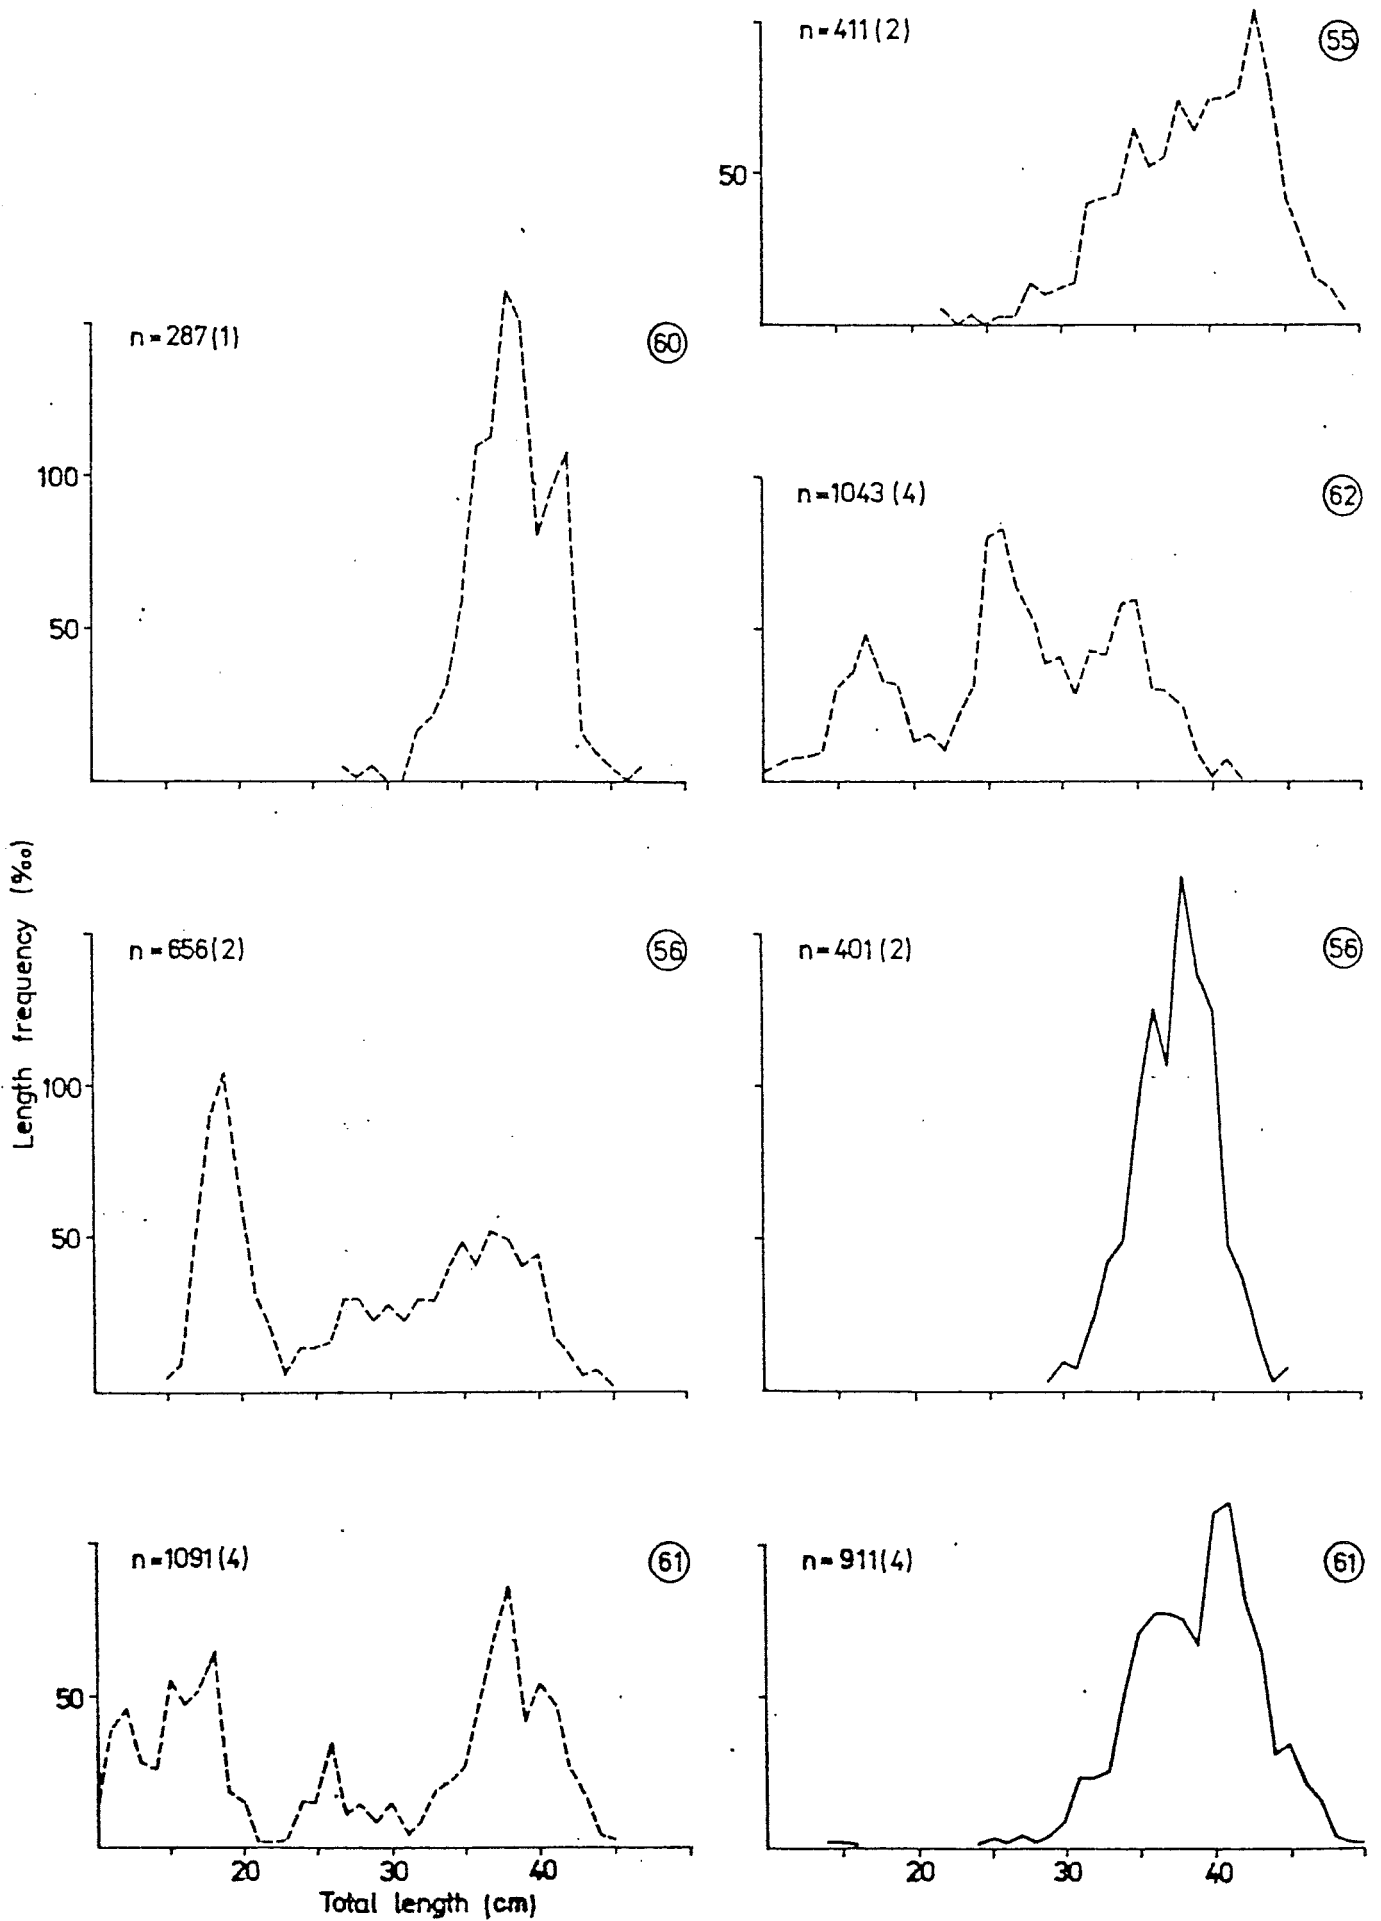 n=411(2)
55
50
n=287(1)
60
100
50
n=1043(4)
62
Length frequency (‰)
n=656(2)
56
100
50
n=401(2)
56
n=1091(4)
61
50
20 30 40
Total length (cm)
n=911(4)
61
20 30 40